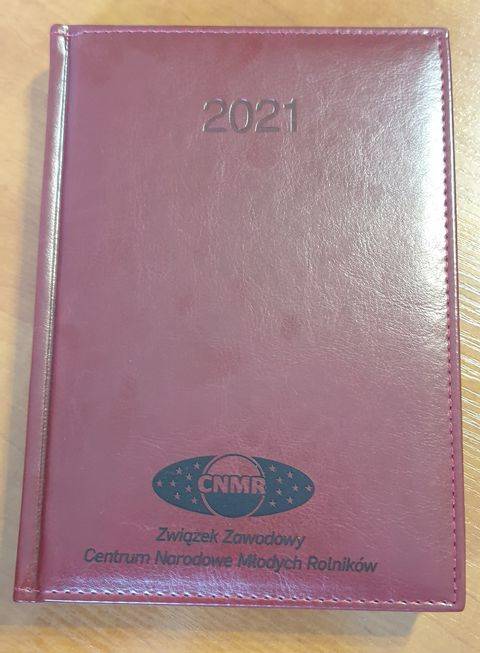 2021
CNMR
Związek Zawodowy
Centrum Narodowe Młodych Rolników